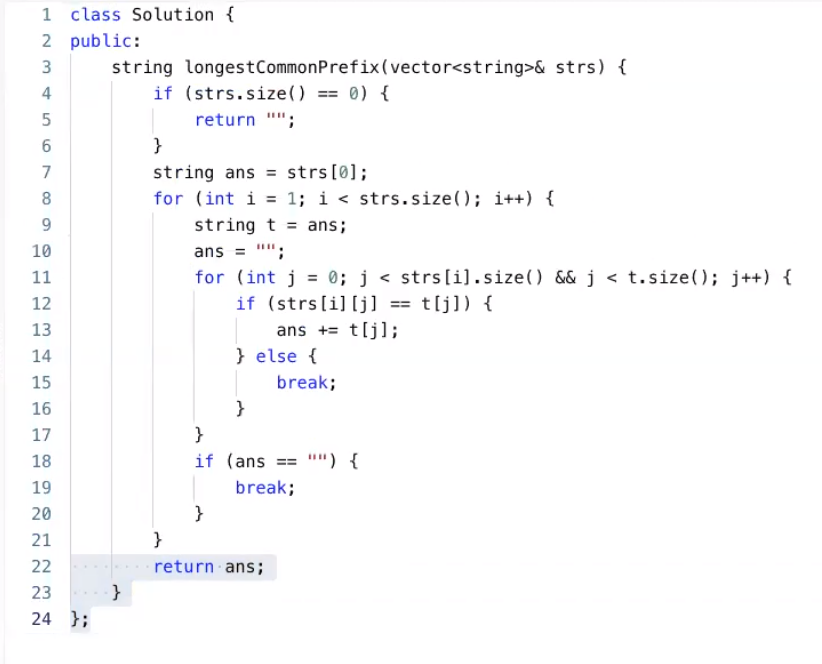 1 class Solution {
2 public:
3     string longestCommonPrefix(vector<string>& strs) {
4         if (strs.size() == 0) {
5             return "";
6         }
7         string ans = strs[0];
8         for (int i = 1; i < strs.size(); i++) {
9             string t = ans;
10             ans = "";
11             for (int j = 0; j < strs[i].size() && j < t.size(); j++) {
12                 if (strs[i][j] == t[j]) {
13                     ans += t[j];
14                 } else {
15                     break;
16                 }
17             }
18             if (ans == "") {
19                 break;
20             }
21         }
22         return ans;
23     }
24 };